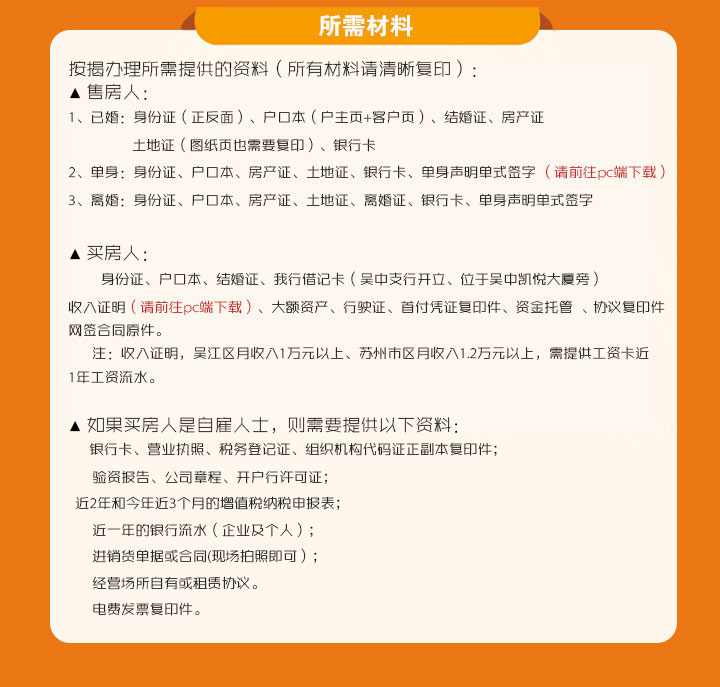 所需材料
按揭办理所需提供的资料（所有材料请清晰复印）:
▲ 售房人:
1、已婚: 身份证（正反面）、户口本（户主页+客户页）、结婚证、房产证
土地证（图纸页也需要复印）、银行卡
2、单身: 身份证、户口本、房产证、土地证、银行卡、单身声明单式签字（请前往pc端下载）
3、离婚: 身份证、户口本、房产证、土地证、离婚证、银行卡、单身声明单式签字
▲ 买房人:
身份证、户口本、结婚证、我行借记卡（吴中支行开立、位于吴中凯悦大厦旁）
收入证明（请前往pc端下载）、大额资产、行驶证、首付凭证复印件、资金托管 、协议复印件
网签合同原件。
注: 收入证明, 吴江区月收入1万元以上、苏州市区月收入1.2万元以上, 需提供工资卡近
1年工资流水。
▲ 如果买房人是自雇人士, 则需要提供以下资料:
银行卡、营业执照、税务登记证、组织机构代码证正副本复印件;
验资报告、公司章程、开户行许可证;
近2年和今年近3个月的增值税纳税申报表;
近一年的银行流水（企业及个人）;
进销货单据或合同(现场拍照即可）;
经营场所自有或租赁协议。
电费发票复印件。